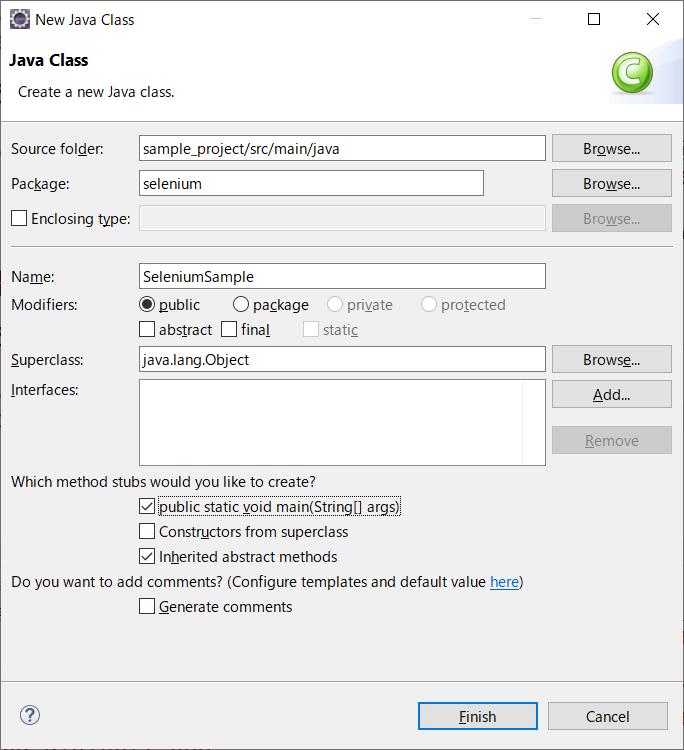 New Java Class
Java Class
Create a new Java class.
Source folder: sample_project/src/main/java Browse...
Package: selenium Browse...
Enclosing type: Browse...
Name: SeleniumSample
Modifiers: public package private protected
abstract final static
Superclass: java.lang.Object Browse...
Interfaces: Add...
Remove
Which method stubs would you like to create?
public static void main(String[] args)
Constructors from superclass
Inherited abstract methods
Do you want to add comments? (Configure templates and default value here)
Generate comments
? Finish Cancel